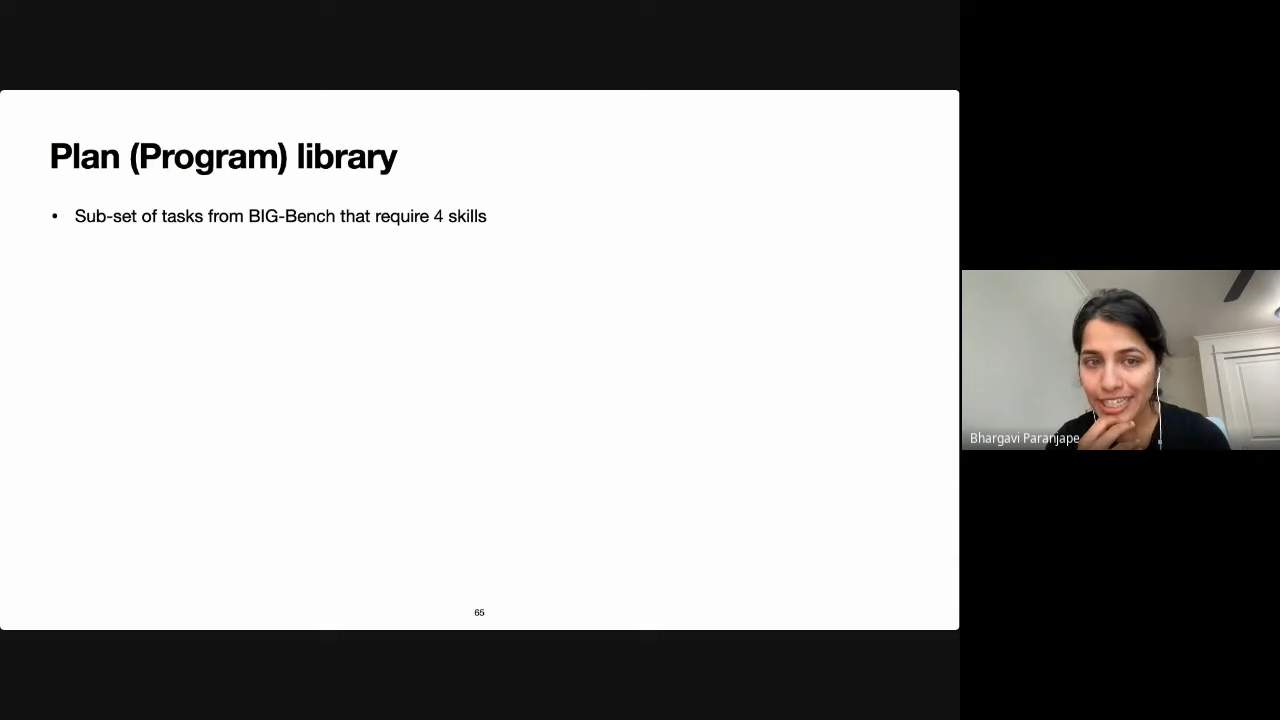 Plan (Program) library
• Sub-set of tasks from BIG-Bench that require 4 skills
65
Bhargavi Paranjape